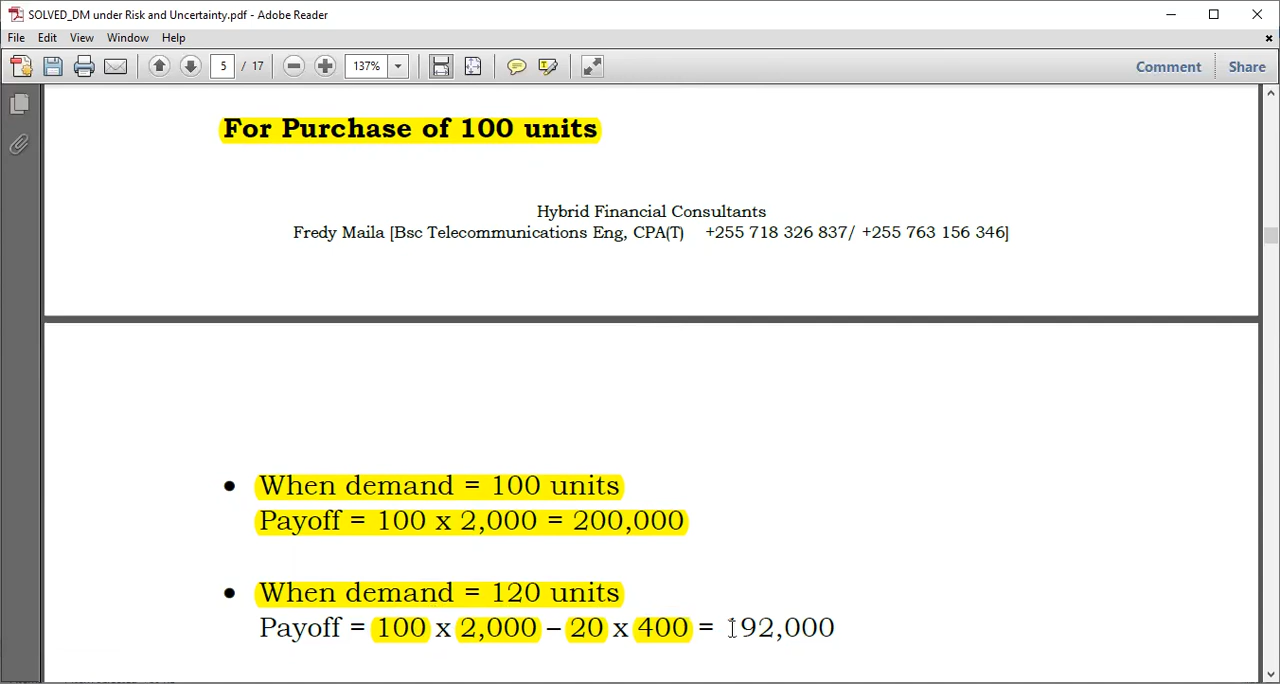 SOLVED_DM under Risk and Uncertainty.pdf - Adobe Reader
File Edit View Window Help
5 / 17 137% Comment Share
For Purchase of 100 units
Hybrid Financial Consultants
Fredy Maila [Bsc Telecommunications Eng, CPA(T) +255 718 326 837/ +255 763 156 346]
• When demand = 100 units
Payoff = 100 x 2,000 = 200,000
• When demand = 120 units
Payoff = 100 x 2,000 – 20 x 400 = 192,000